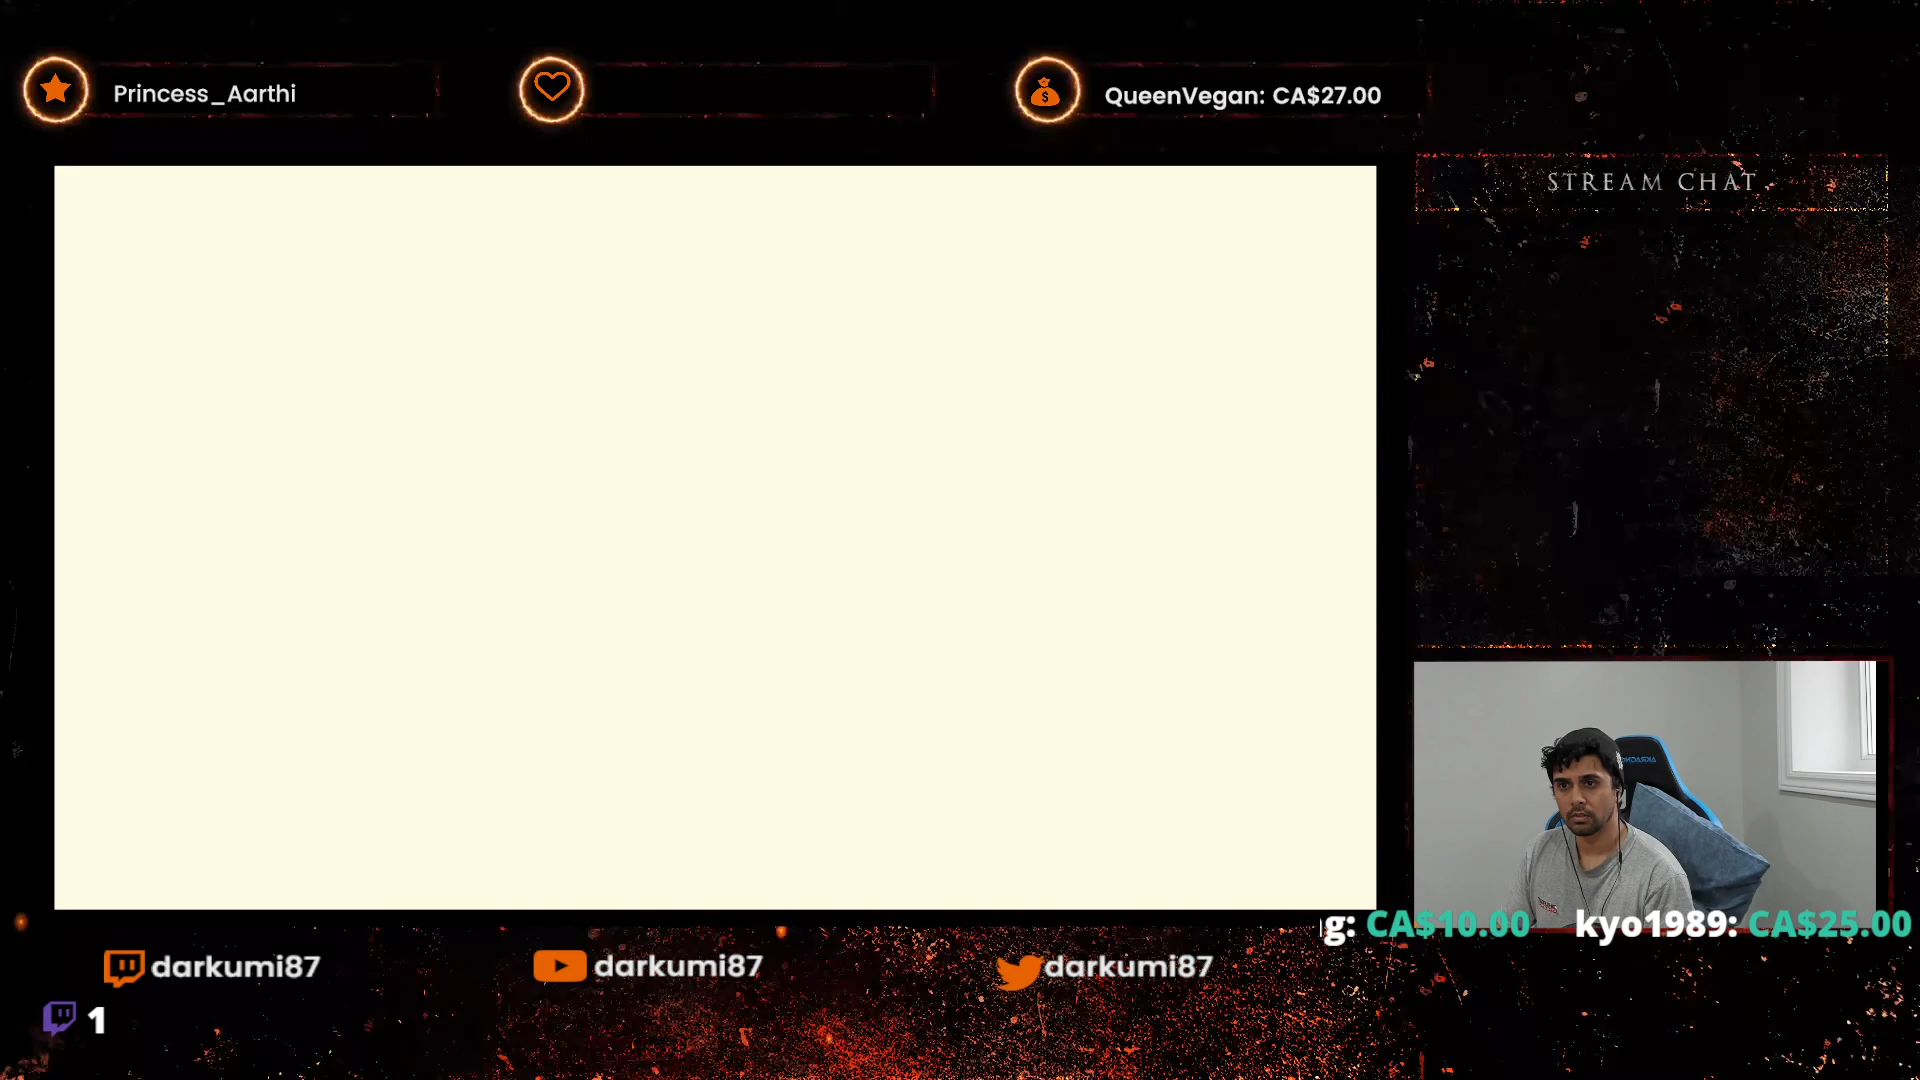 Princess_Aarthi
QueenVegan: CA$27.00
STREAM CHAT
g: CA$10.00 kyo1989: CA$25.00
darkumi87
darkumi87
darkumi87
1